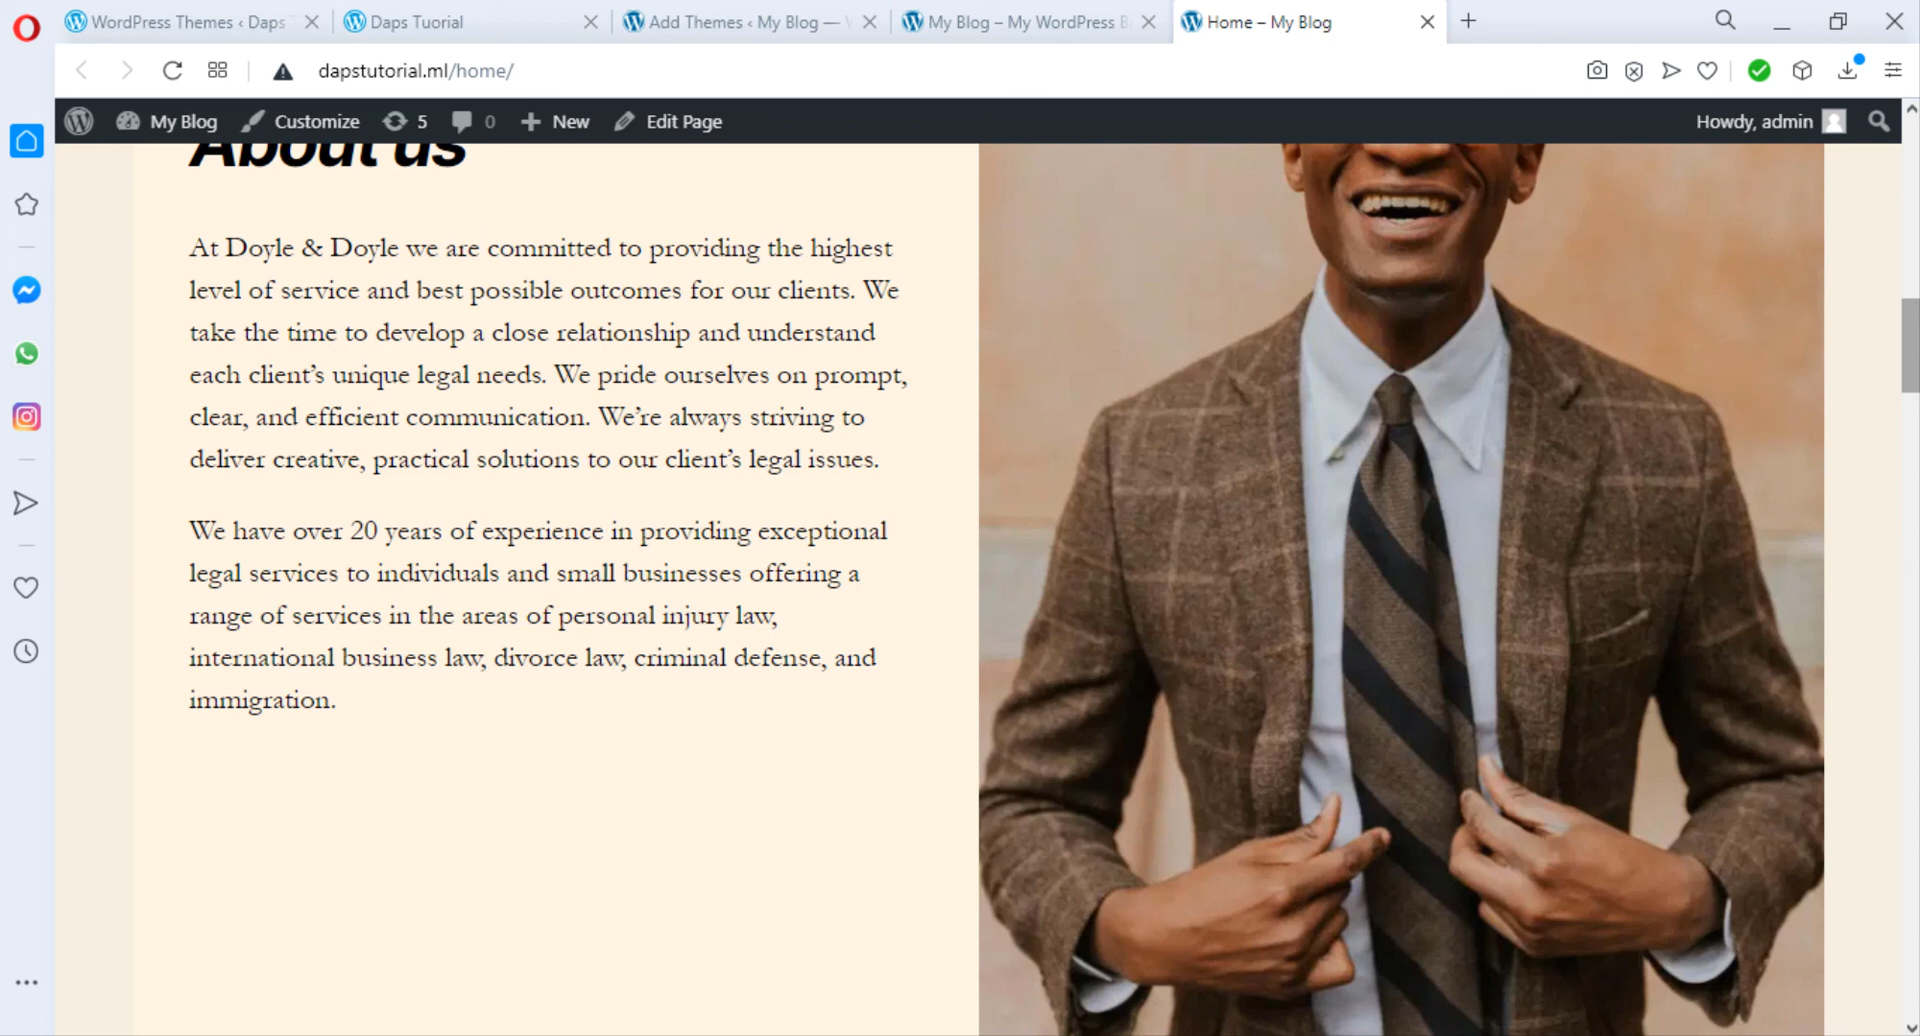 WordPress Themes ‹ Daps
Daps Tuorial
Add Themes ‹ My Blog —
My Blog – My WordPress B
Home – My Blog
dapstutorial.ml/home/
My Blog
Customize
5
0
New
Edit Page
Howdy, admin
About us
At Doyle & Doyle we are committed to providing the highest
level of service and best possible outcomes for our clients. We
take the time to develop a close relationship and understand
each client’s unique legal needs. We pride ourselves on prompt,
clear, and efficient communication. We’re always striving to
deliver creative, practical solutions to our client’s legal issues.
We have over 20 years of experience in providing exceptional
legal services to individuals and small businesses offering a
range of services in the areas of personal injury law,
international business law, divorce law, criminal defense, and
immigration.